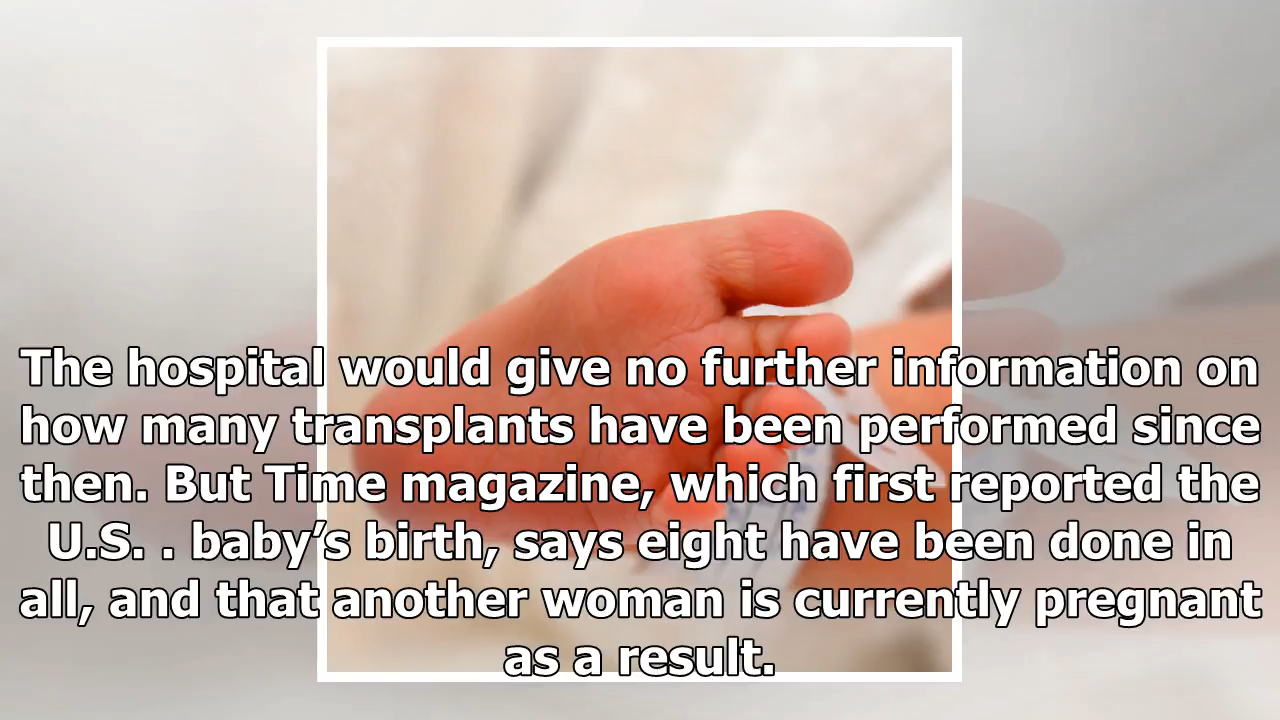 The hospital would give no further information on
how many transplants have been performed since
then. But Time magazine, which first reported the
U.S. . baby’s birth, says eight have been done in
all, and that another woman is currently pregnant
as a result.